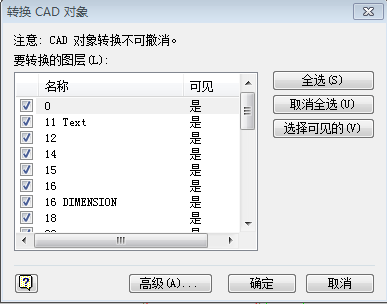 转换 CAD 对象
注意: CAD 对象转换不可撤消。
要转换的图层(L):
名称 可见
0 是
11 Text 是
12 是
14 是
15 是
16 是
16 DIMENSION 是
18 是
全选(S)
取消全选(U)
选择可见的(V)
高级(A)... 确定 取消